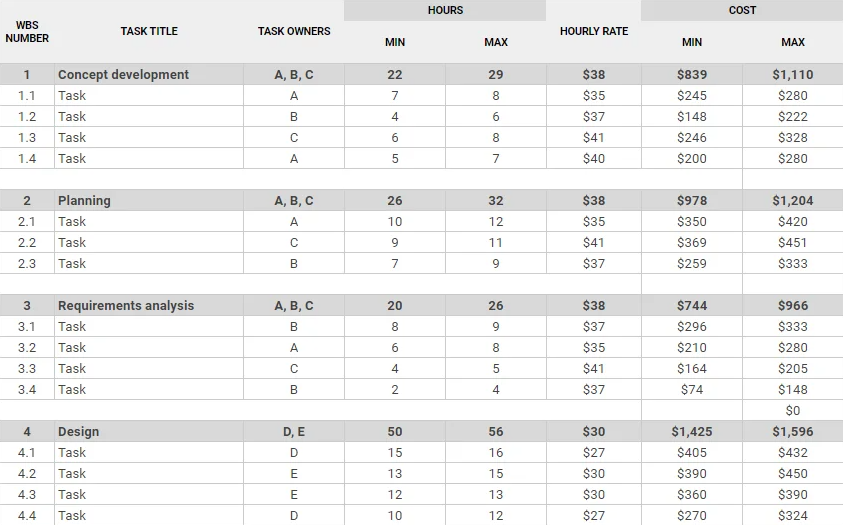 HOURS COST
WBS NUMBER TASK TITLE TASK OWNERS HOURLY RATE
MIN MAX MIN MAX
1 Concept development A, B, C 22 29 $38 $839 $1,110
1.1 Task A 7 8 $35 $245 $280
1.2 Task B 4 6 $37 $148 $222
1.3 Task C 6 8 $41 $246 $328
1.4 Task A 5 7 $40 $200 $280
2 Planning A, B, C 26 32 $38 $978 $1,204
2.1 Task A 10 12 $35 $350 $420
2.2 Task C 9 11 $41 $369 $451
2.3 Task B 7 9 $37 $259 $333
3 Requirements analysis A, B, C 20 26 $38 $744 $966
3.1 Task B 8 9 $37 $296 $333
3.2 Task A 6 8 $35 $210 $280
3.3 Task C 4 5 $41 $164 $205
3.4 Task B 2 4 $37 $74 $148
$0
4 Design D, E 50 56 $30 $1,425 $1,596
4.1 Task D 15 16 $27 $405 $432
4.2 Task E 13 15 $30 $390 $450
4.3 Task E 12 13 $30 $360 $390
4.4 Task D 10 12 $27 $270 $324